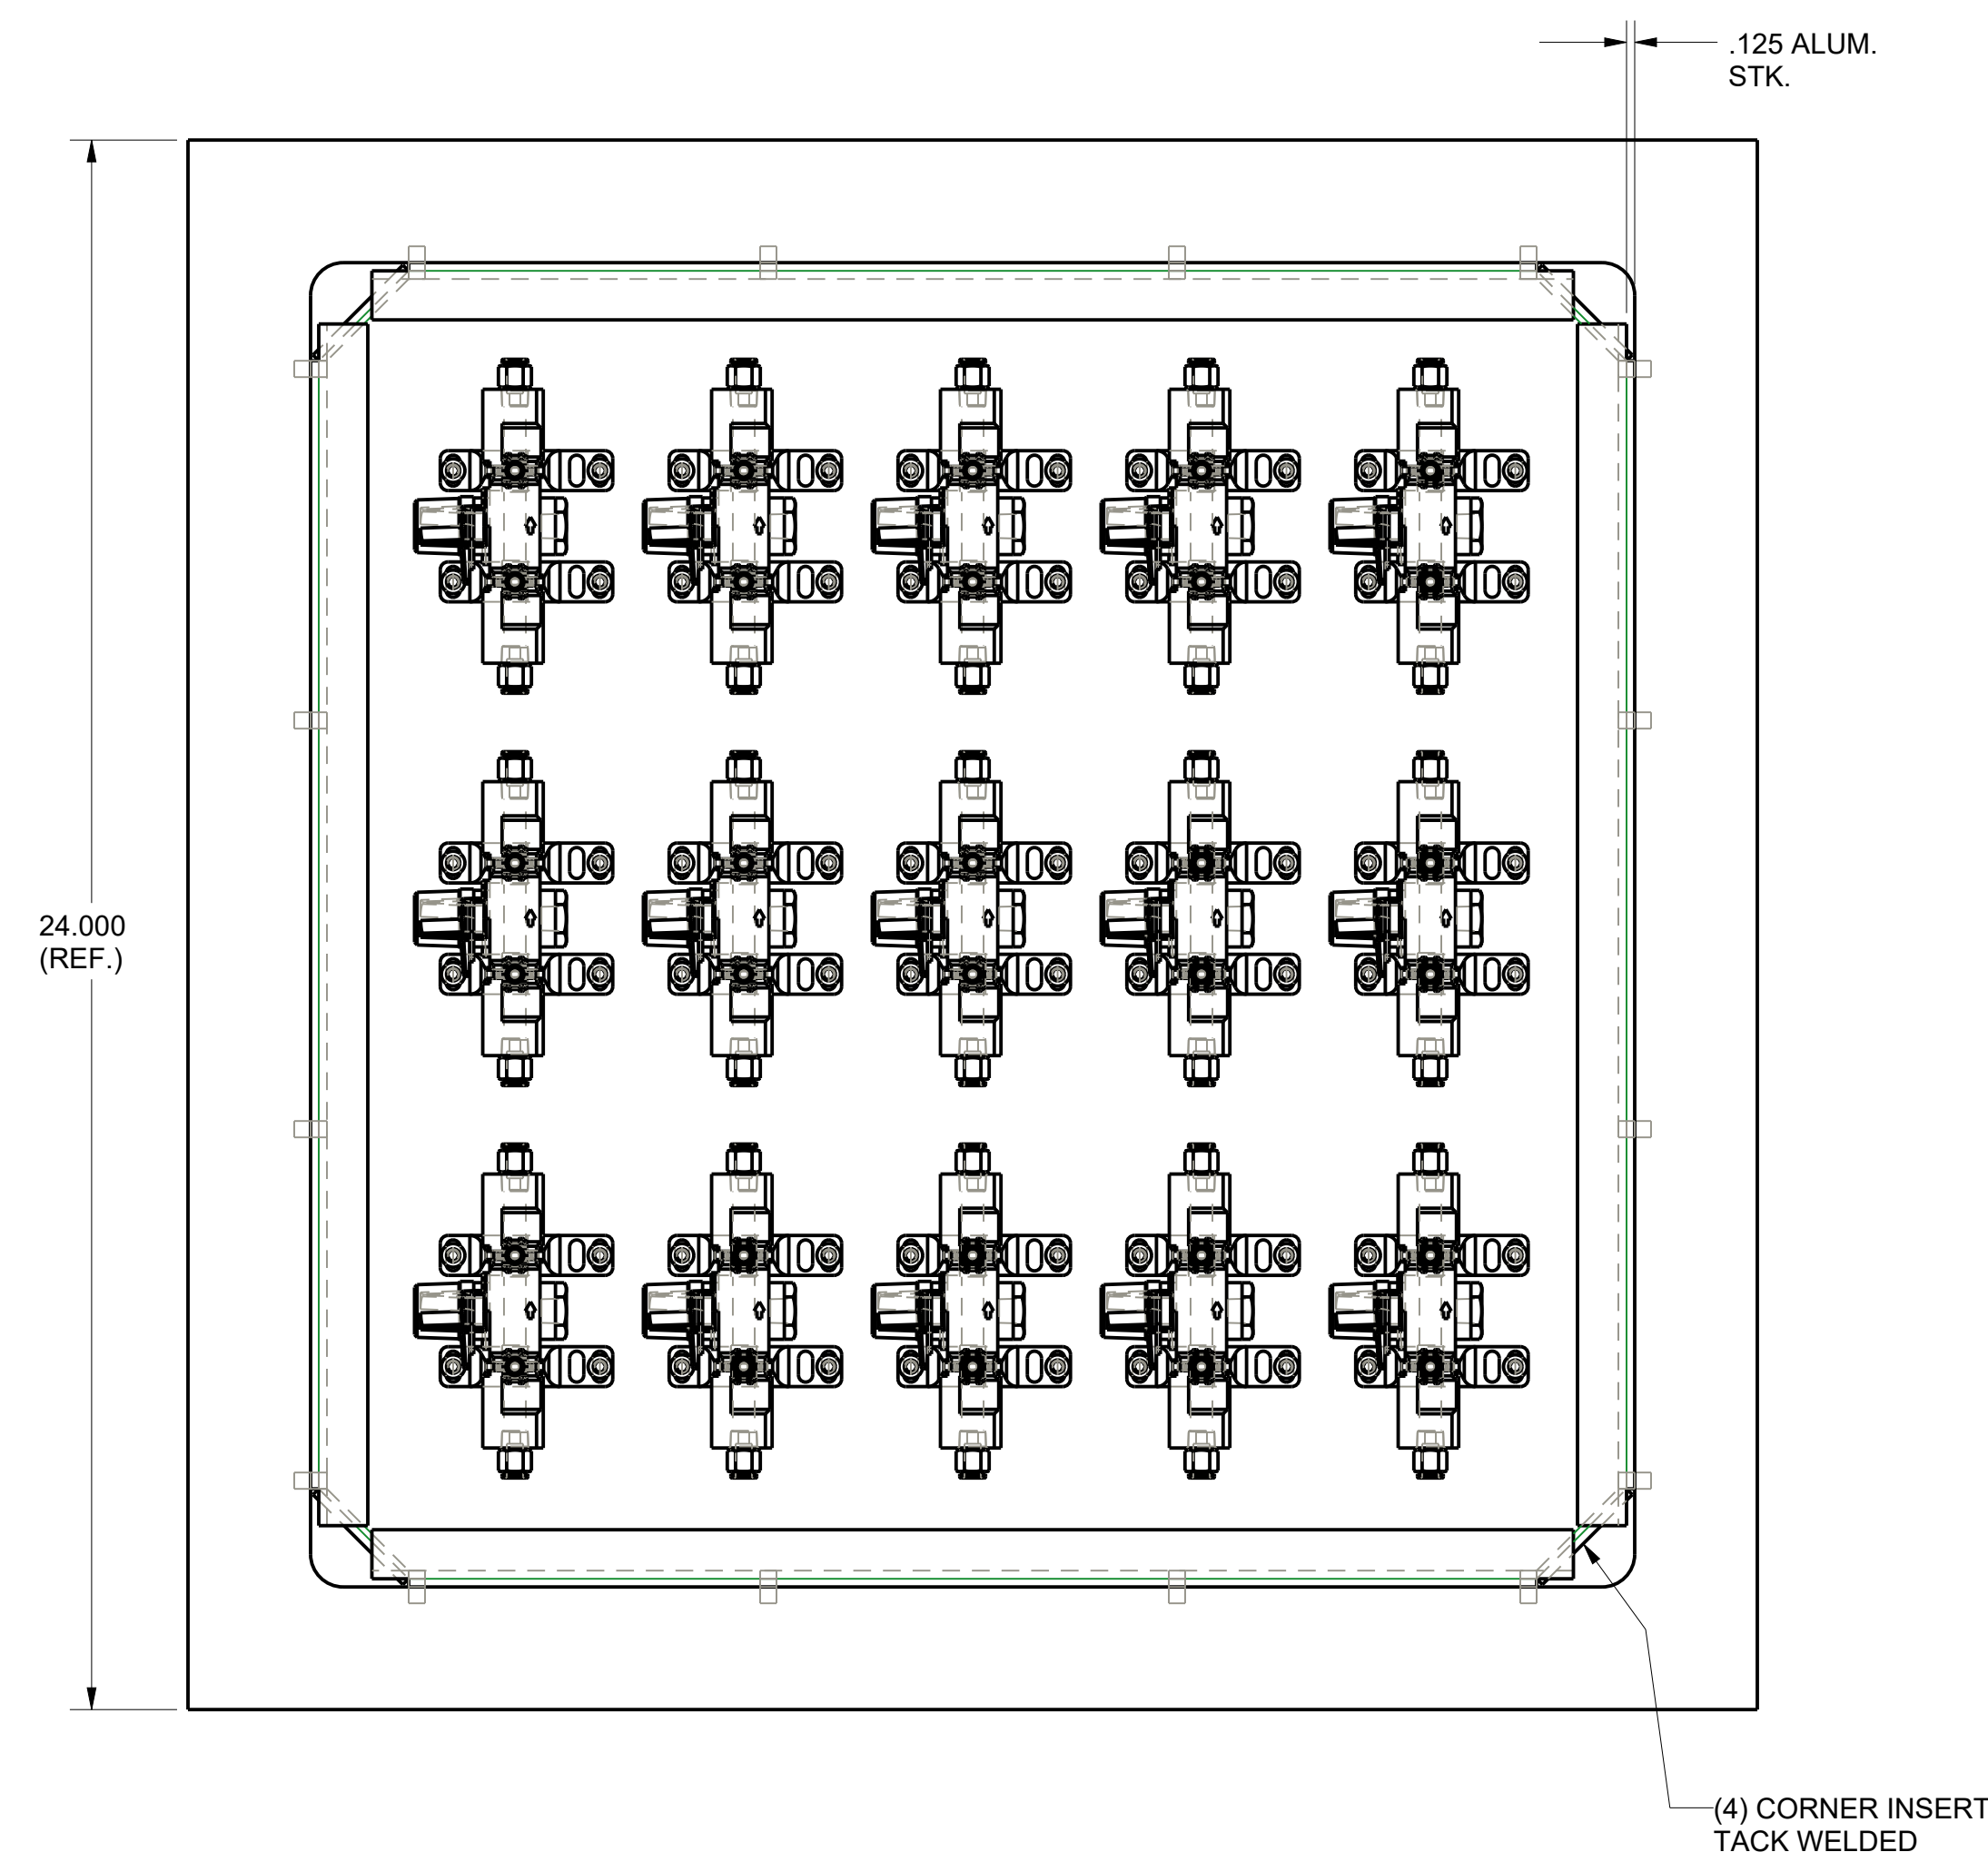 .125 ALUM.
STK.
24.000
(REF.)
(4) CORNER INSERT
TACK WELDED